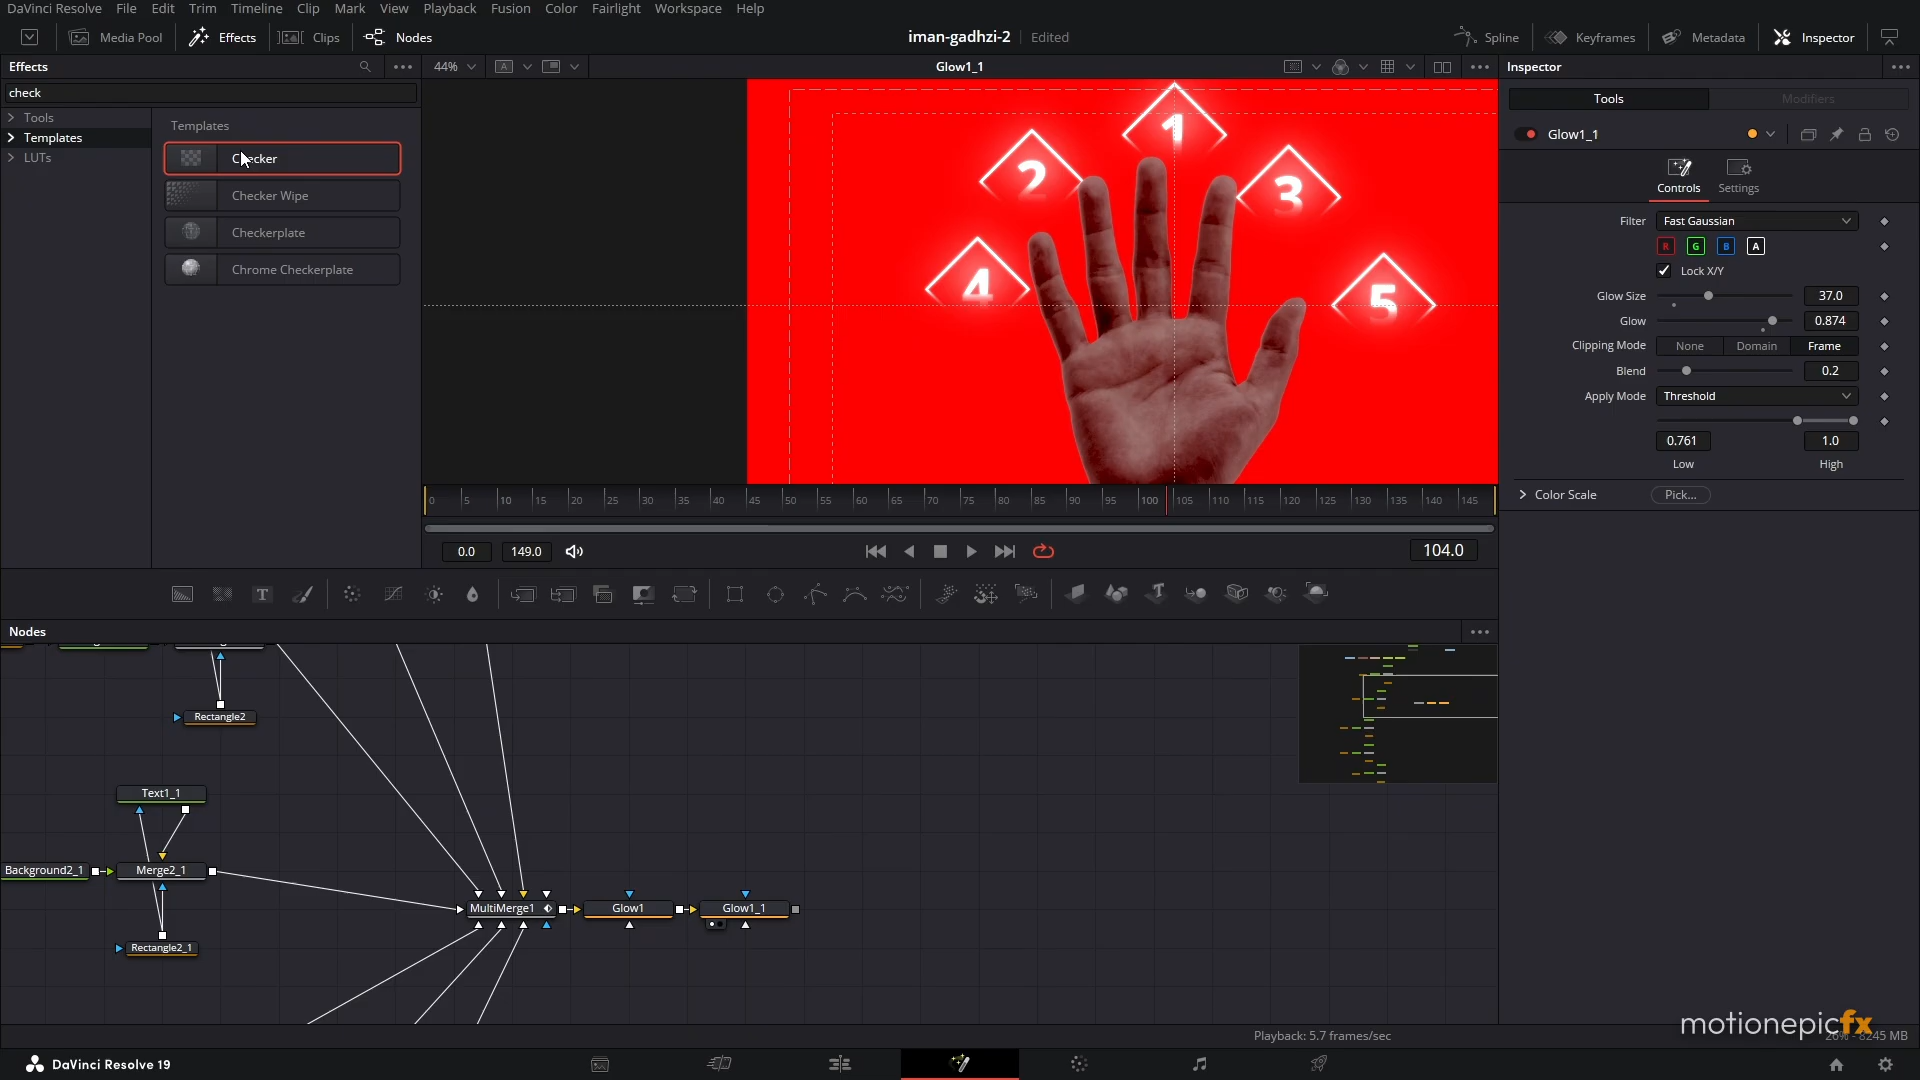 DaVinci Resolve File Edit Trim Timeline Clip Mark View Playback Fusion Color Fairlight Workspace Help
Media Pool Effects Clips Nodes iman-gadhzi-2 Edited Spline Keyframes Metadata Inspector
Effects 44% A Glow1_1 Inspector
check
Tools Modifiers
Tools
Templates
LUTs
Templates
Checker
Checker Wipe
Checkerplate
Chrome Checkerplate
1
2
3
4
5
Glow1_1
Controls Settings
Filter Fast Gaussian
R G B A
Lock X/Y
Glow Size 37.0
Glow 0.874
Clipping Mode None Domain Frame
Blend 0.2
Apply Mode Threshold
0.761 1.0
Low High
Color Scale Pick...
0 5 10 15 20 25 30 35 40 45 50 55 60 65 70 75 80 85 90 95 100 105 110 115 120 125 130 135 140 145
0.0 149.0 104.0
T T
Nodes
Rectangle2
Text1_1
Background2_1 Merge2_1
MultiMerge1 Glow1 Glow1_1
Rectangle2_1
motionepicfx
Playback: 5.7 frames/sec 26% - 8245 MB
DaVinci Resolve 19